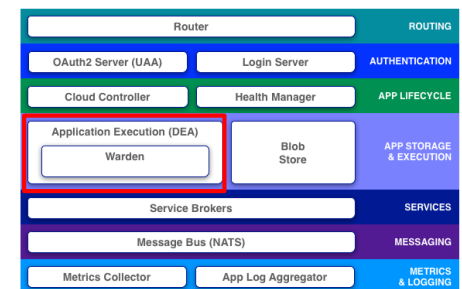 Router
ROUTING
OAuth2 Server (UAA)
Login Server
AUTHENTICATION
Cloud Controller
Health Manager
APP LIFECYCLE
Application Execution (DEA)
Warden
Blob
Store
APP STORAGE
& EXECUTION
Service Brokers
SERVICES
Message Bus (NATS)
MESSAGING
Metrics Collector
App Log Aggregator
METRICS
& LOGGING